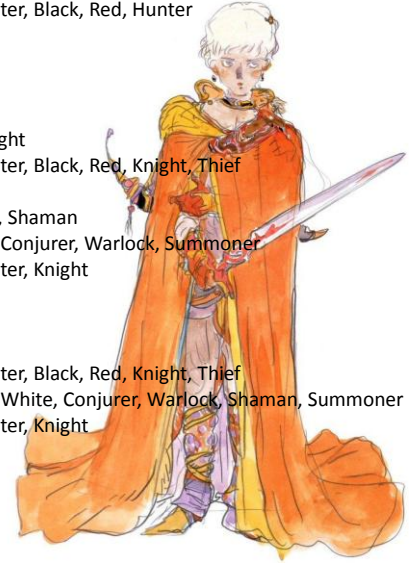 ter, Black, Red, Hunter
ght
ter, Black, Red, Knight, Thief
, Shaman
Conjurer, Warlock, Summoner
ter, Knight
ter, Black, Red, Knight, Thief
White, Conjurer, Warlock, Shaman, Summoner
ter, Knight